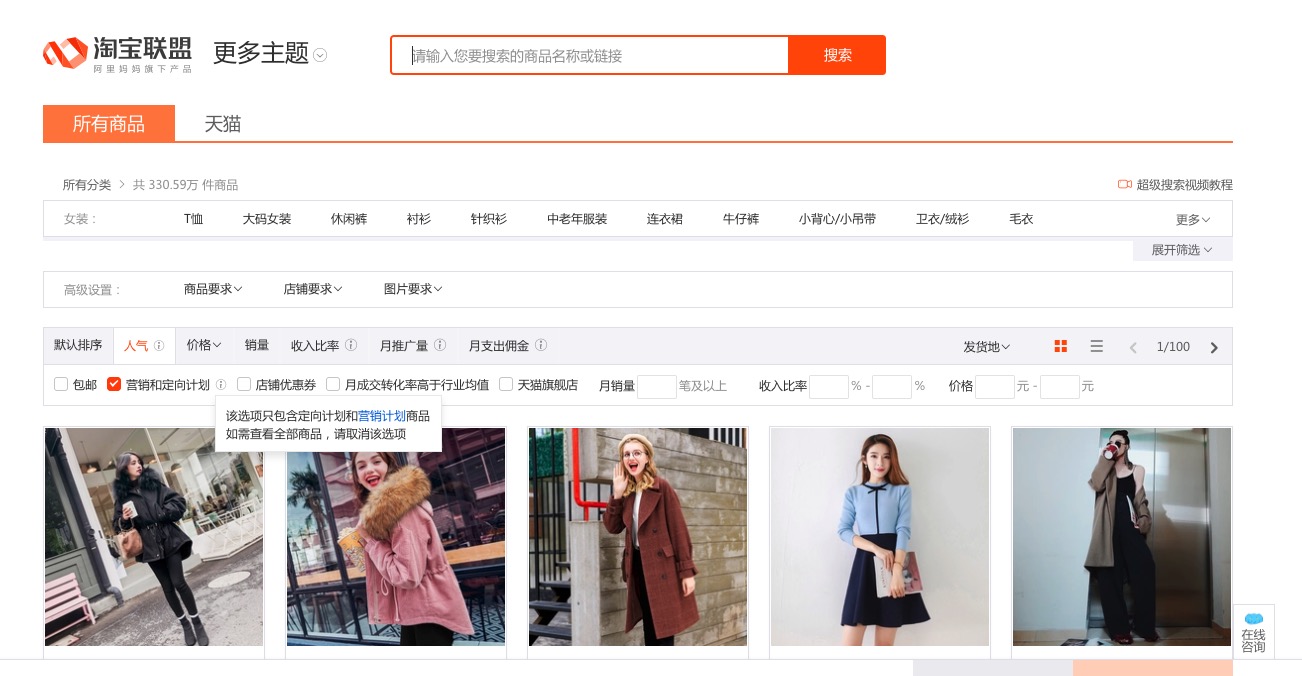 淘宝联盟
阿里妈妈旗下产品
更多主题
请输入您要搜索的商品名称或链接
搜索
所有商品 天猫
所有分类 > 共 330.59万 件商品
超级搜索视频教程
女装： T恤 大码女装 休闲裤 衬衫 针织衫 中老年服装 连衣裙 牛仔裤 小背心/小吊带 卫衣/绒衫 毛衣 更多
展开筛选
高级设置： 商品要求 店铺要求 图片要求
默认排序 人气 价格 销量 收入比率 月推广量 月支出佣金 发货地 1/100
包邮 营销和定向计划 店铺优惠券 月成交转化率高于行业均值 天猫旗舰店 月销量 笔及以上 收入比率 % - % 价格 元 - 元
该选项只包含定向计划和营销计划商品
如需查看全部商品，请取消该选项
在线
咨询